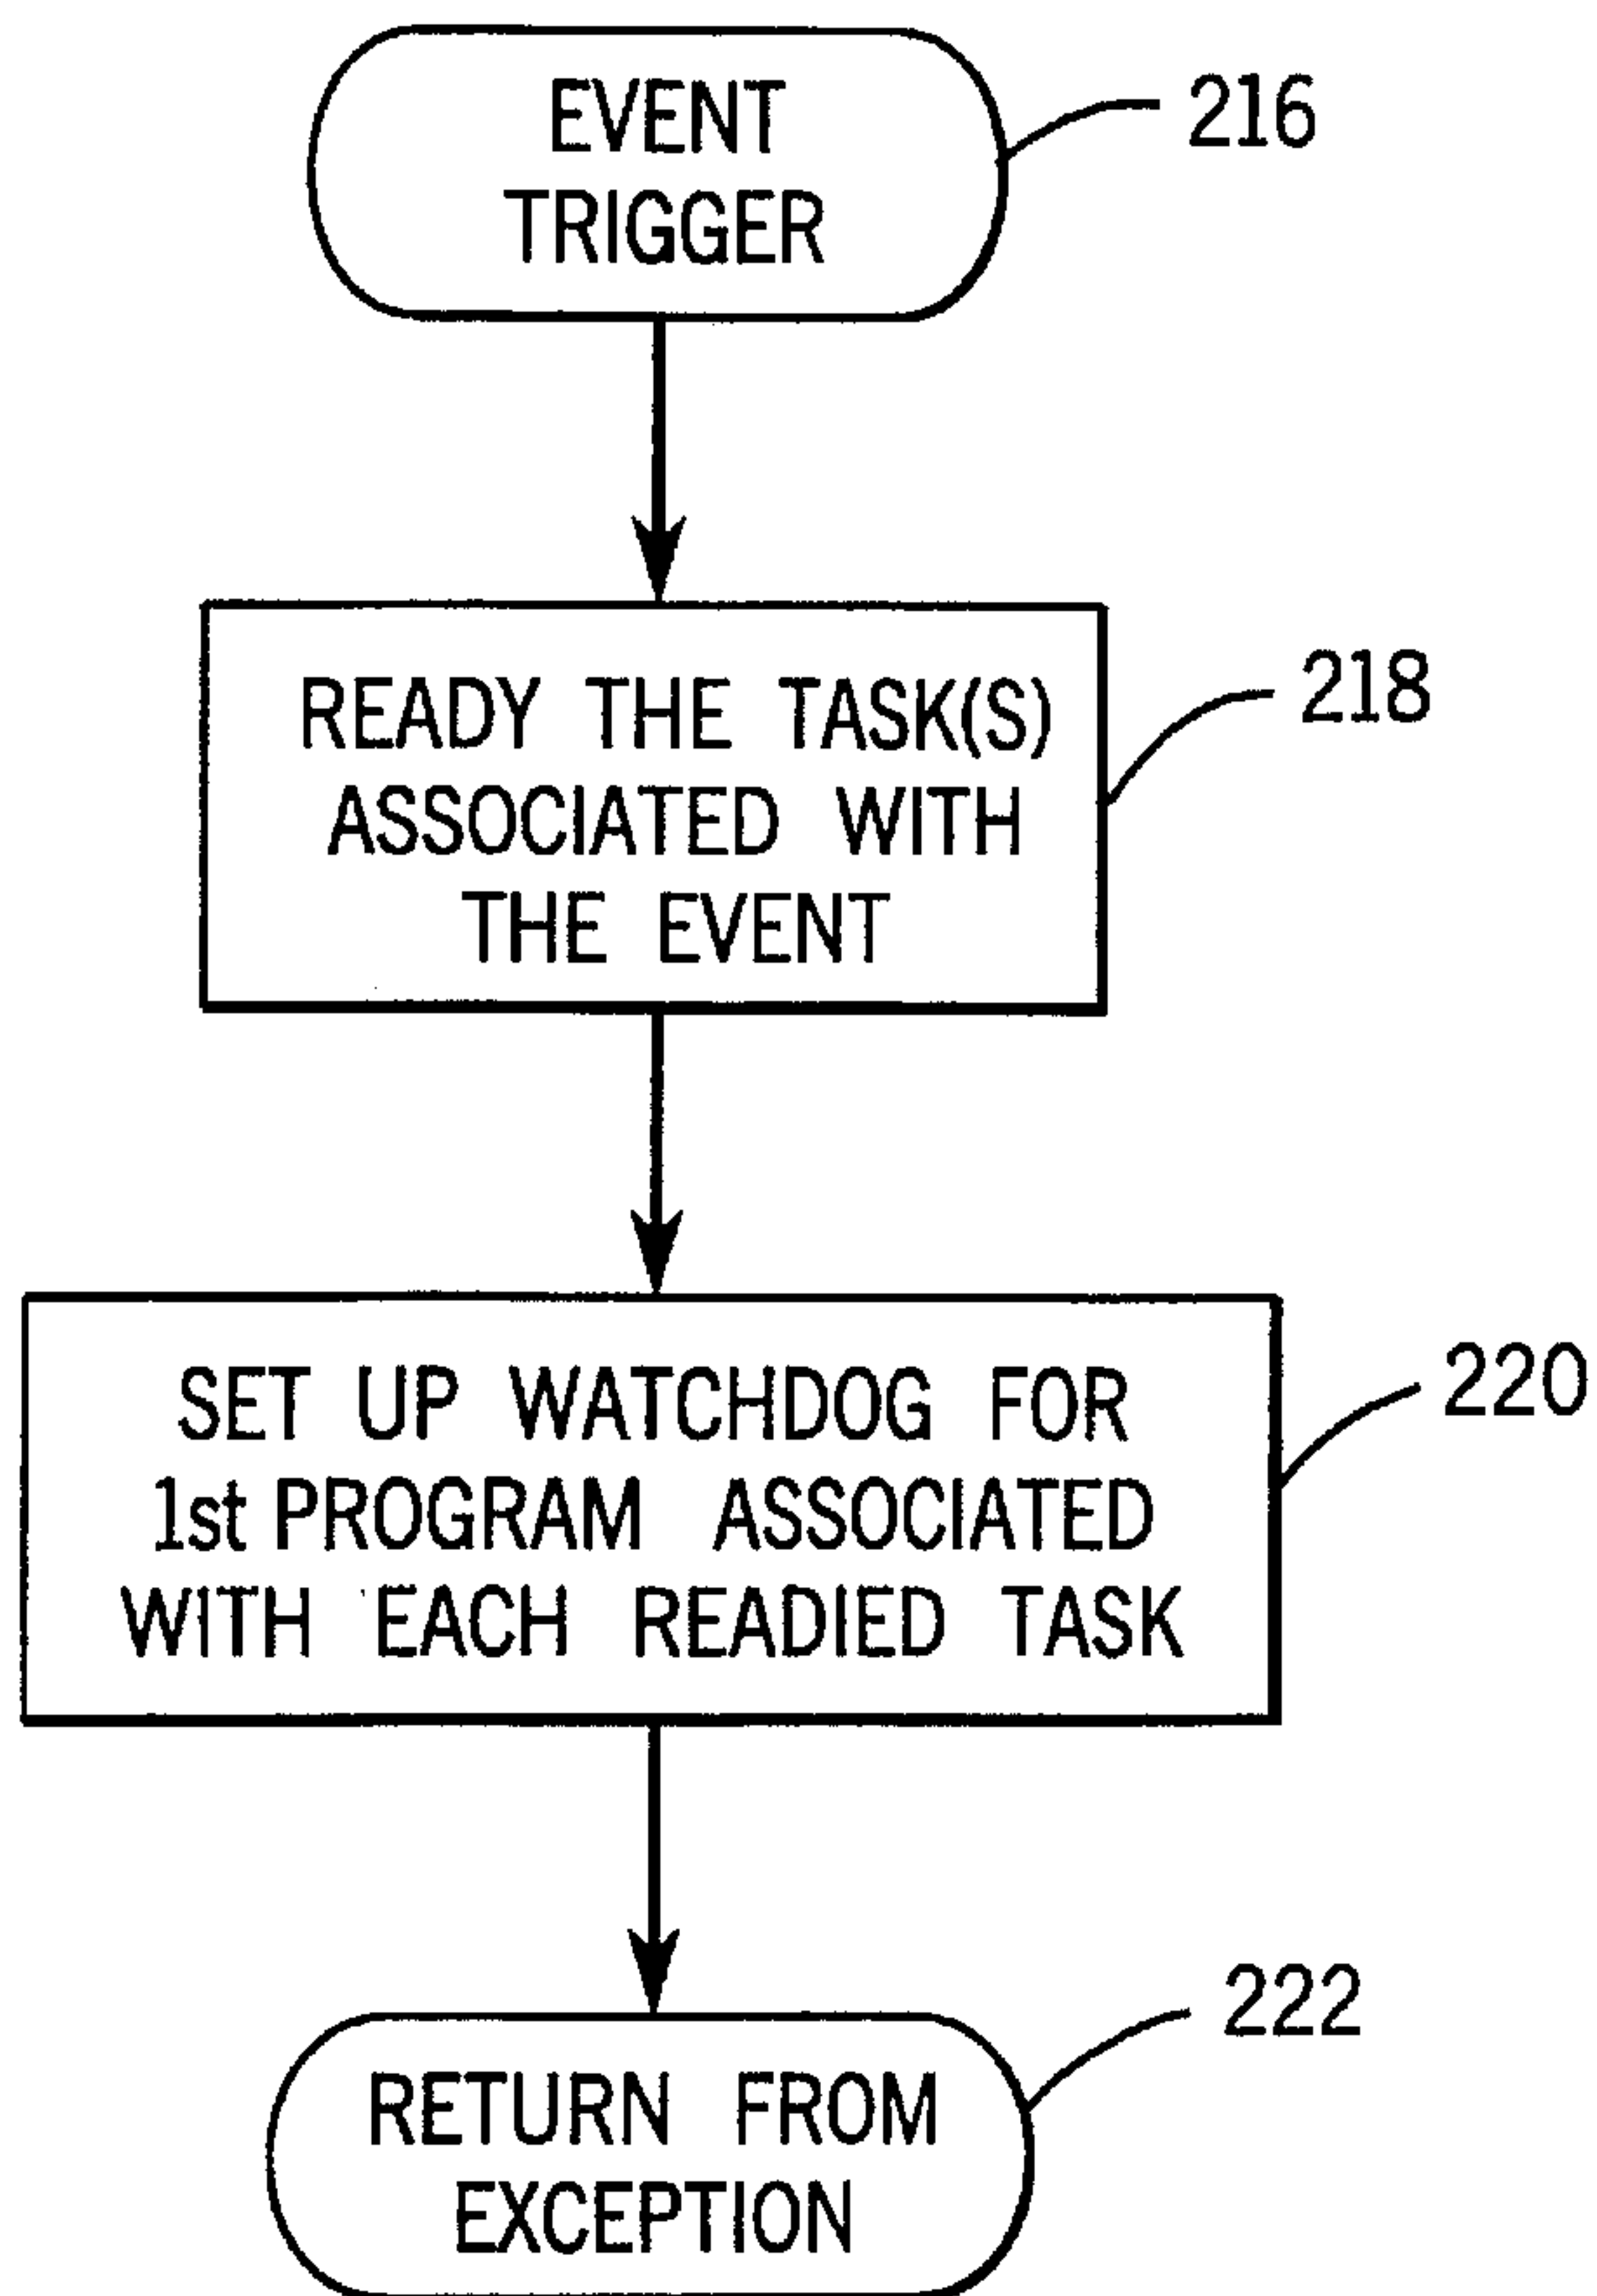 EVENT
TRIGGER
216
READY THE TASK(S)
ASSOCIATED WITH
THE EVENT
218
SET UP WATCHDOG FOR
1st PROGRAM ASSOCIATED
WITH EACH READIED TASK
220
RETURN FROM
EXCEPTION
222